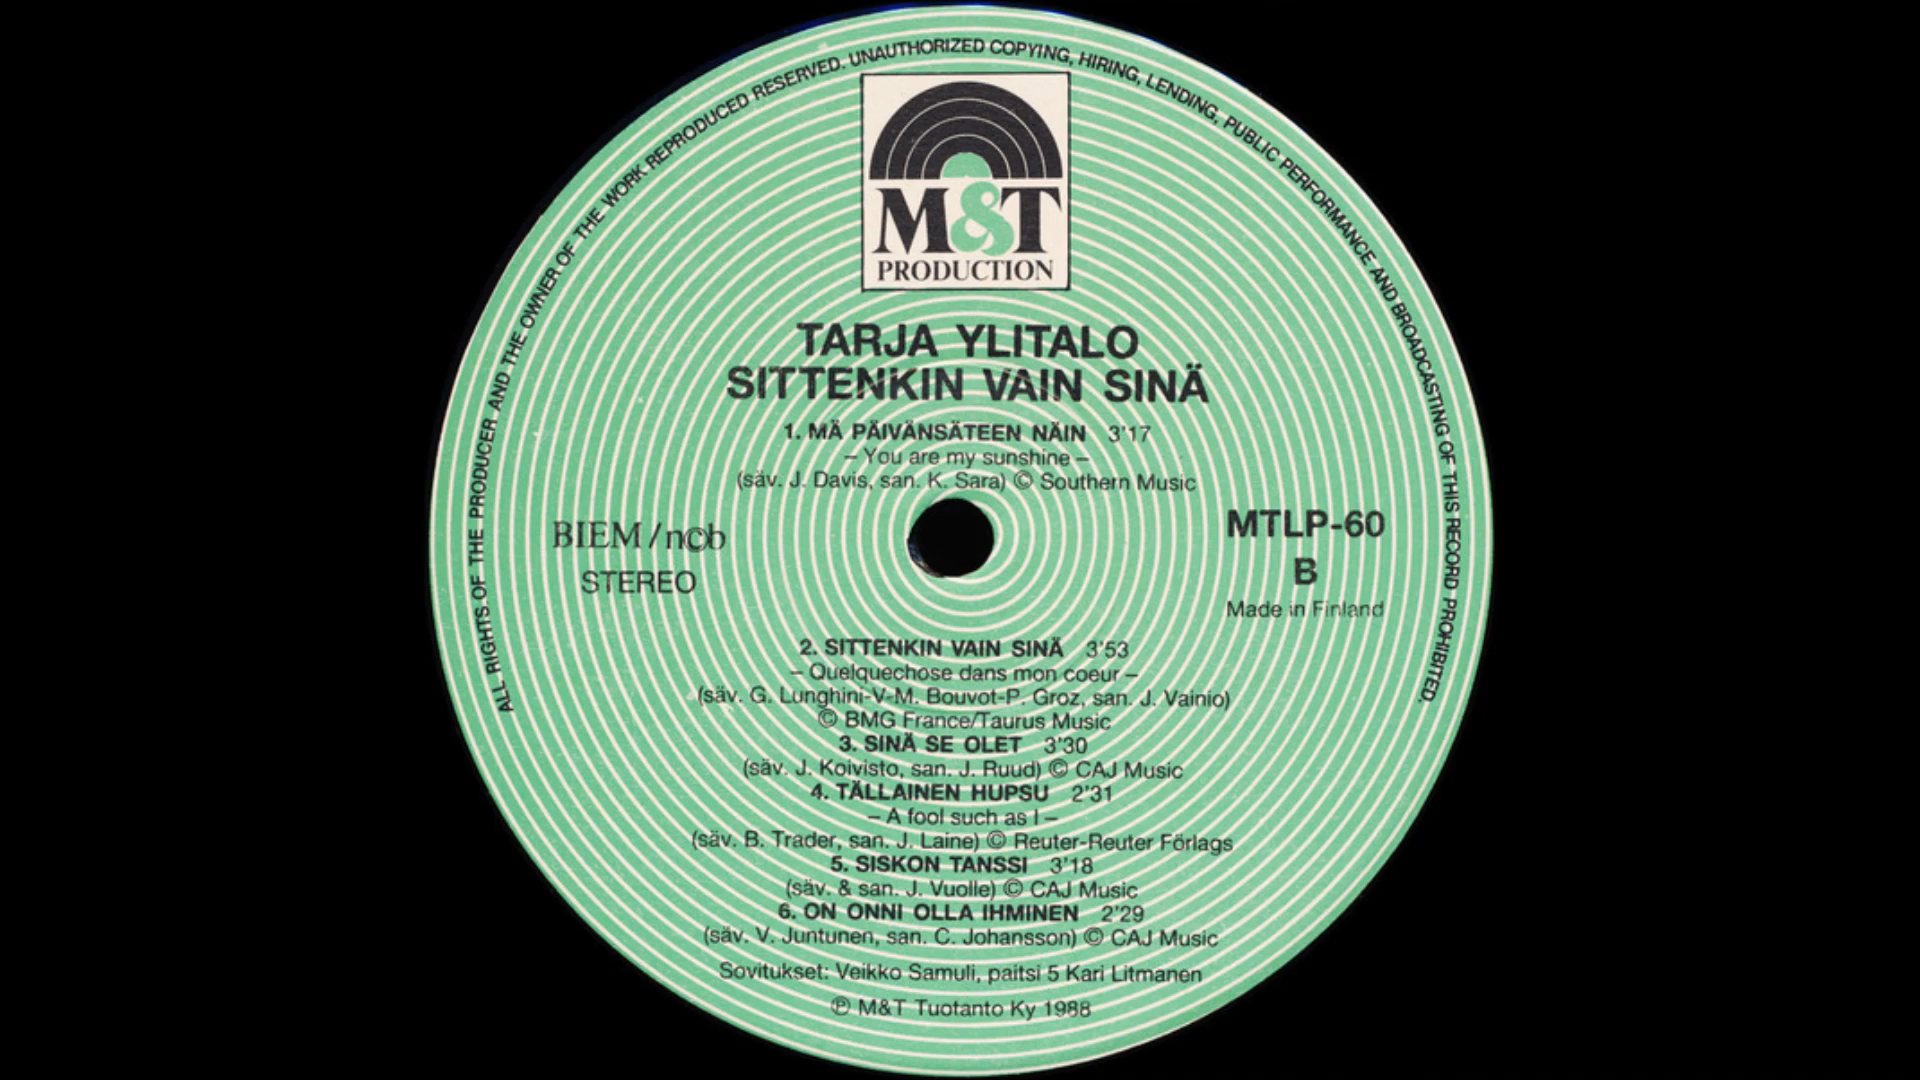 ALL RIGHTS OF THE PRODUCER AND THE OWNER OF THE WORK REPRODUCED RESERVED. UNAUTHORIZED COPYING, HIRING, LENDING, PUBLIC PERFORMANCE AND BROADCASTING OF THIS RECORD PROHIBITED.
M&T
PRODUCTION
TARJA YLITALO
SITTENKIN VAIN SINÄ
1. MÄ PÄIVÄNSÄTEEN NÄIN 3'17
– You are my sunshine –
(säv. J. Davis, san. K. Sara) © Southern Music
BIEM/n©b
STEREO
MTLP-60
B
Made in Finland
2. SITTENKIN VAIN SINÄ 3'53
– Quelquechose dans mon coeur –
(säv. G. Lunghini-V-M. Bouvot-P. Groz, san. J. Vainio)
© BMG France/Taurus Music
3. SINÄ SE OLET 3'30
(säv. J. Koivisto, san. J. Ruud) © CAJ Music
4. TÄLLAINEN HUPSU 2'31
– A fool such as I –
(säv. B. Trader, san. J. Laine) © Reuter-Reuter Förlags
5. SISKON TANSSI 3'18
(säv. & san. J. Vuolle) © CAJ Music
6. ON ONNI OLLA IHMINEN 2'29
(säv. V. Juntunen, san. C. Johansson) © CAJ Music
Sovitukset: Veikko Samuli, paitsi 5 Kari Litmanen
℗ M&T Tuotanto Ky 1988